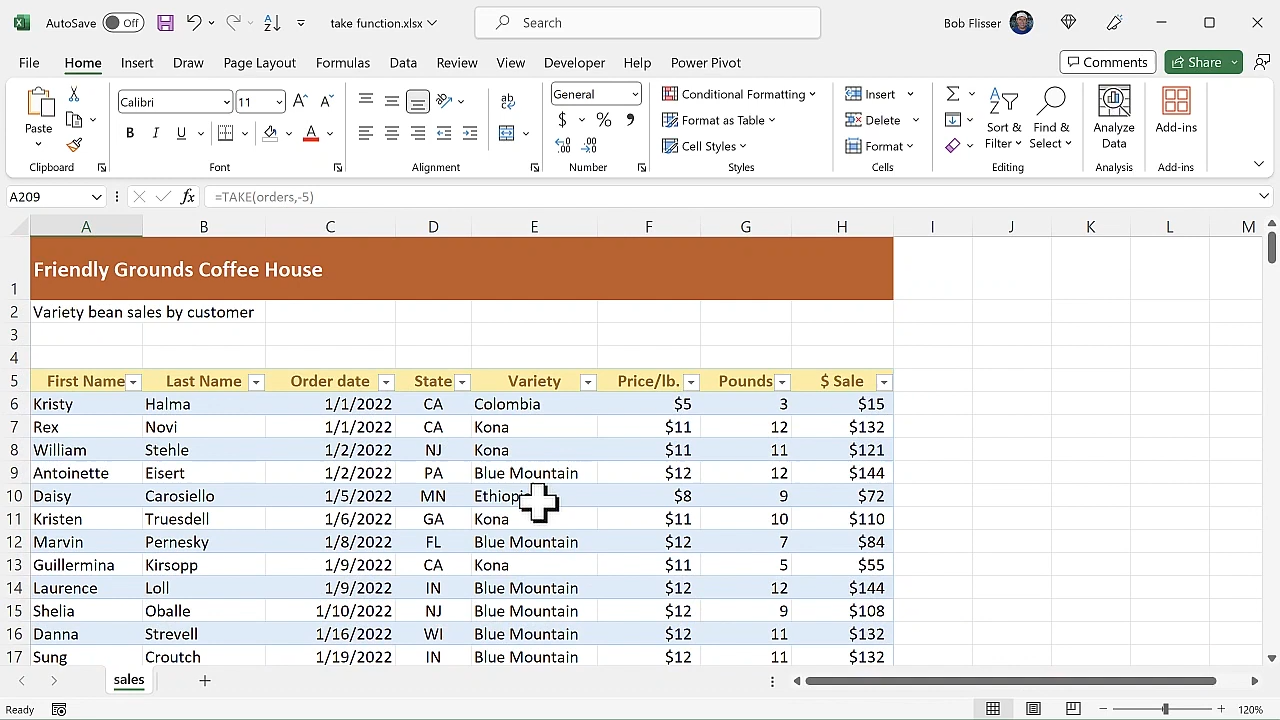 AutoSave Off take function.xlsx Search Bob Flisser
File Home Insert Draw Page Layout Formulas Data Review View Developer Help Power Pivot Comments Share
Calibri 11 General Conditional Formatting Insert
Paste B I U $ % Format as Table Delete Sort & Filter Find & Select Analyze Data Add-ins
Cell Styles Format
Clipboard Font Alignment Number Styles Cells Editing Analysis Add-ins
A209 fx =TAKE(orders,-5)
A B C D E F G H I J K L M
1 Friendly Grounds Coffee House
2 Variety bean sales by customer
3
4
5 First Name Last Name Order date State Variety Price/lb. Pounds $ Sale
6 Kristy Halma 1/1/2022 CA Colombia $5 3 $15
7 Rex Novi 1/1/2022 CA Kona $11 12 $132
8 William Stehle 1/2/2022 NJ Kona $11 11 $121
9 Antoinette Eisert 1/2/2022 PA Blue Mountain $12 12 $144
10 Daisy Carosiello 1/5/2022 MN $8 9 $72
11 Kristen Truesdell 1/6/2022 GA Kona $11 10 $110
12 Marvin Pernesky 1/8/2022 FL Blue Mountain $12 7 $84
13 Guillermina Kirsopp 1/9/2022 CA Kona $11 5 $55
14 Laurence Loll 1/9/2022 IN Blue Mountain $12 12 $144
15 Shelia Oballe 1/10/2022 NJ Blue Mountain $12 9 $108
16 Danna Strevell 1/16/2022 WI Blue Mountain $12 11 $132
17 Sung Croutch 1/19/2022 IN Blue Mountain $12 11 $132
sales
Ready 120%